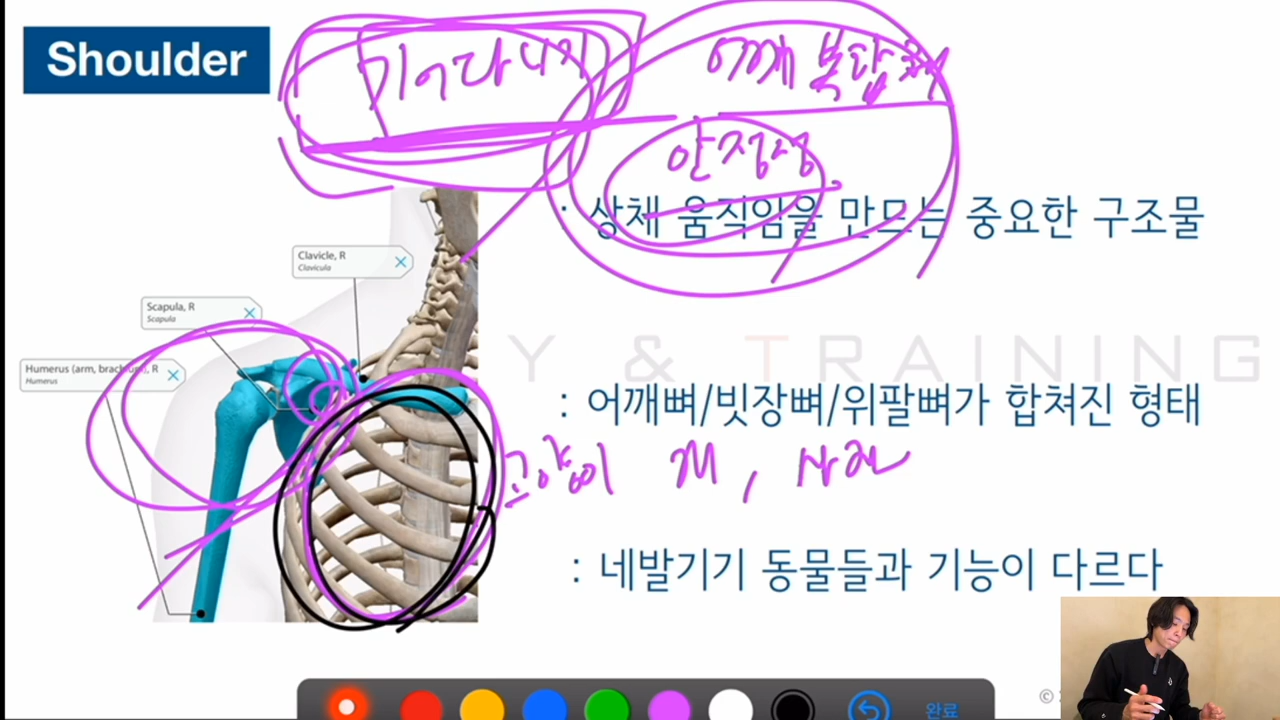 Shoulder
기어다니지
어깨 복합체
안정성
: 상체 움직임을 만드는 중요한 구조물
Clavicle, R
Clavicula
Scapula, R
Scapula
Humerus (arm, brachium), R
Humerus
Y & TRAINING
: 어깨뼈/빗장뼈/위팔뼈가 합쳐진 형태
고양이 개, 사자
: 네발기기 동물들과 기능이 다르다
©
완료